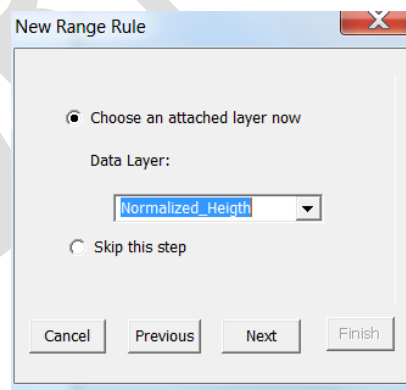 New Range Rule
Choose an attached layer now
Data Layer:
Normalized_Heigth
Skip this step
Cancel Previous Next Finish